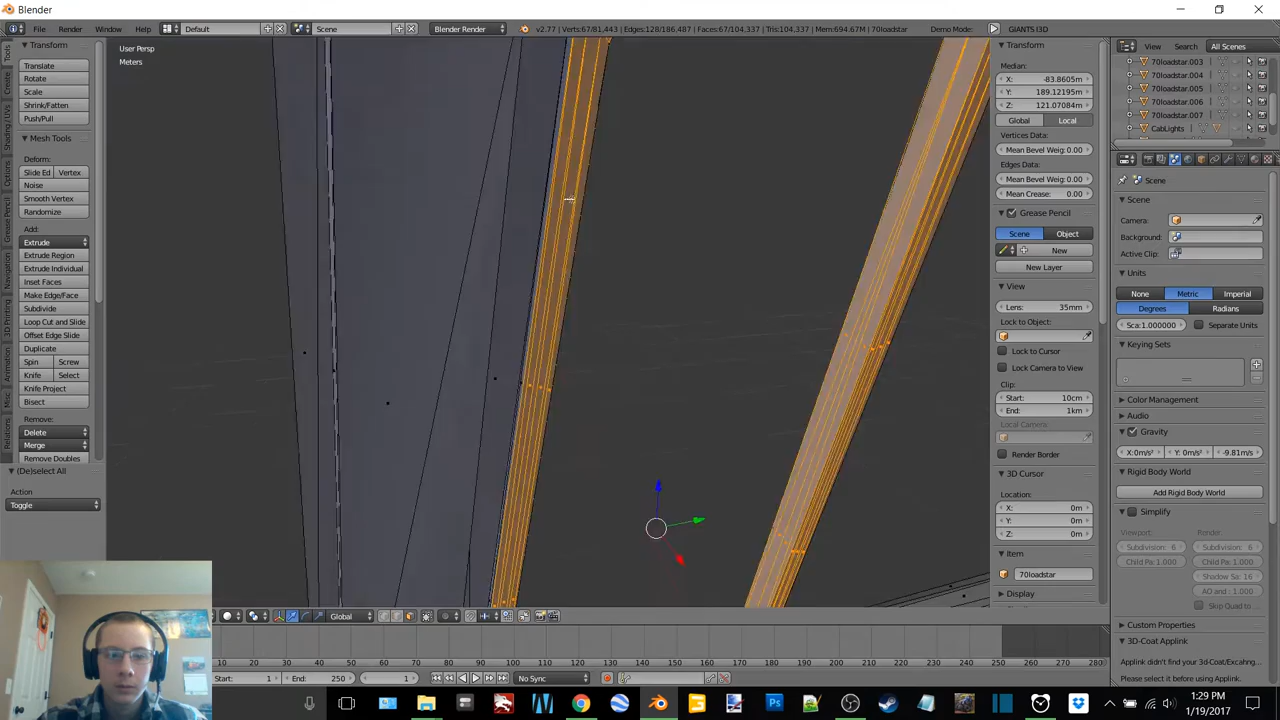 Blender
File Render Window Help Default Scene Blender Render v2.77 | Verts:67/81,443 | Edges:128/186,487 | Faces:67/104,337 | Tris:104,337 | Mem:694.67M | 70loadstar Demo Mode: GIANTS I3D
User Persp
Meters
Tools
Create
Shading / UVs
Options
Grease Pencil
Navigation
3D Printing
Animation
Misc
Relations
Transform
Translate
Rotate
Scale
Shrink/Fatten
Push/Pull
Mesh Tools
Deform:
Slide Ed Vertex
Noise
Smooth Vertex
Randomize
Add:
Extrude
Extrude Region
Extrude Individual
Inset Faces
Make Edge/Face
Subdivide
Loop Cut and Slide
Offset Edge Slide
Duplicate
Spin Screw
Knife Select
Knife Project
Bisect
Remove:
Delete
Merge
Remove Doubles
(De)select All
Action
Toggle
Global
Transform
Median:
X: -83.8605m
Y: 189.12195m
Z: 121.07084m
Global Local
Vertices Data:
Mean Bevel Weig: 0.00
Edges Data:
Mean Bevel Weig: 0.00
Mean Crease: 0.00
Grease Pencil
Scene Object
New
New Layer
View
Lens: 35mm
Lock to Object:
Lock to Cursor
Lock Camera to View
Clip:
Start: 10cm
End: 1km
Local Camera:
Render Border
3D Cursor
Location:
X: 0m
Y: 0m
Z: 0m
Item
70loadstar
Display
View Search All Scenes
70loadstar.003
70loadstar.004
70loadstar.005
70loadstar.006
70loadstar.007
CabLights
Scene
Scene
Camera:
Background:
Active Clip:
Units
None Metric Imperial
Degrees Radians
Sca:1.000000 Separate Units
Keying Sets
Color Management
Audio
Gravity
X:0m/s² Y: 0m/s² -9.81m/s
Rigid Body World
Add Rigid Body World
Simplify
Viewport: Render:
Subdivision: 6 Subdivision: 6
Child Pa: 1.000 Child Pa: 1.000
Shadow Sa: 16
AO and : 1.000
Skip Quad to
Custom Properties
3D-Coat Applink
Applink didn't find your 3d-Coat/Excahng...
Please select it before using Applink.
10 20 30 40 50 60 70 80 90 100 110 120 130 140 150 160 170 180 190 200 210 220 230 240 250 260 270 280
Start: 1 End: 250 1 No Sync
1:29 PM
1/19/2017